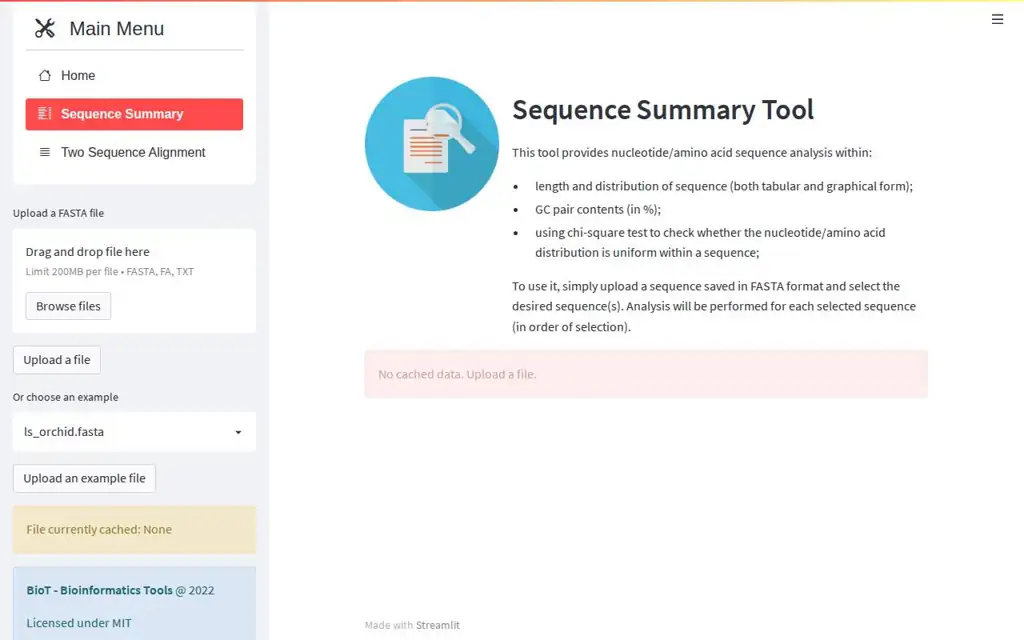 Main Menu
Home
Sequence Summary
Two Sequence Alignment
Upload a FASTA file
Drag and drop file here
Limit 200MB per file • FASTA, FA, TXT
Browse files
Upload a file
Or choose an example
ls_orchid.fasta
Upload an example file
File currently cached: None
BioT - Bioinformatics Tools @ 2022
Licensed under MIT
Sequence Summary Tool
This tool provides nucleotide/amino acid sequence analysis within:
• length and distribution of sequence (both tabular and graphical form);
• GC pair contents (in %);
• using chi-square test to check whether the nucleotide/amino acid
distribution is uniform within a sequence;
To use it, simply upload a sequence saved in FASTA format and select the
desired sequence(s). Analysis will be performed for each selected sequence
(in order of selection).
No cached data. Upload a file.
Made with Streamlit